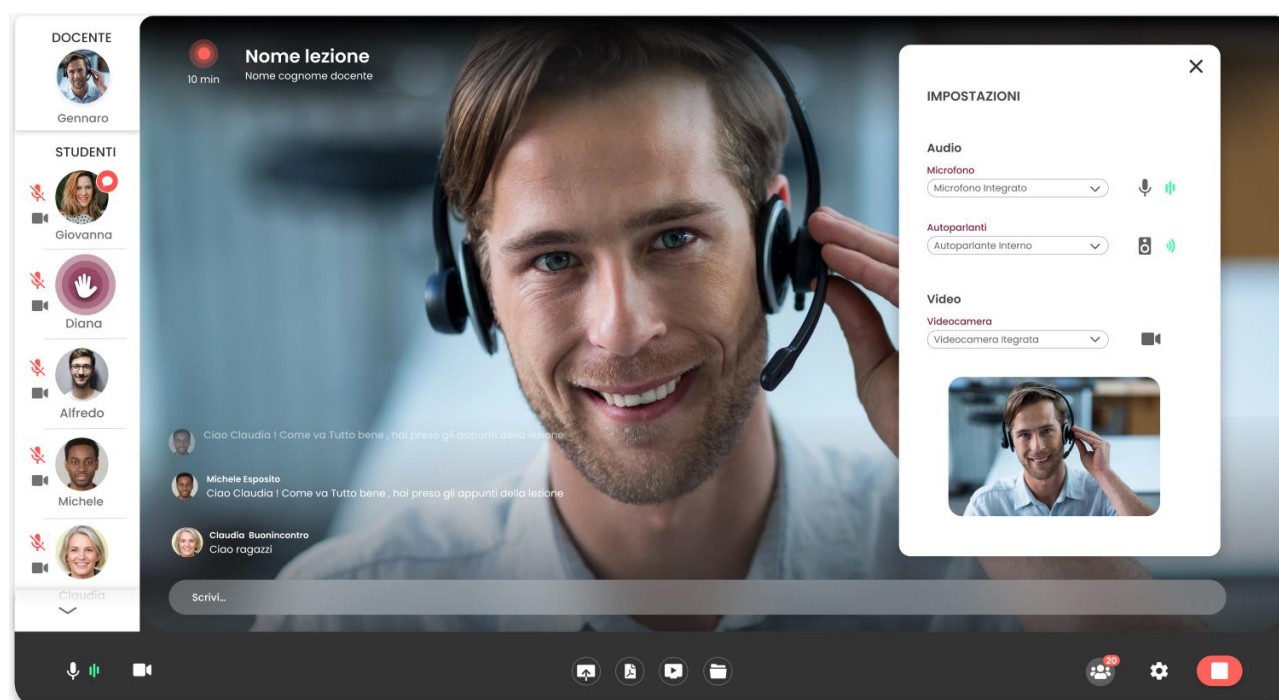 DOCENTE
Gennaro
STUDENTI
Giovanna
Diana
Alfredo
Michele
Claudia
10 min
Nome lezione
Nome cognome docente
Ciao Claudia ! Come va Tutto bene , hai preso gli appunti della lezione
Michele Esposito
Ciao Claudia ! Come va Tutto bene , hai preso gli appunti della lezione
Claudia Buonincontro
Ciao ragazzi
Scrivi...
IMPOSTAZIONI
Audio
Microfono
Microfono Integrato
Autoparlanti
Autoparlante Interno
Video
Videocamera
Videocamera Itegrata
20